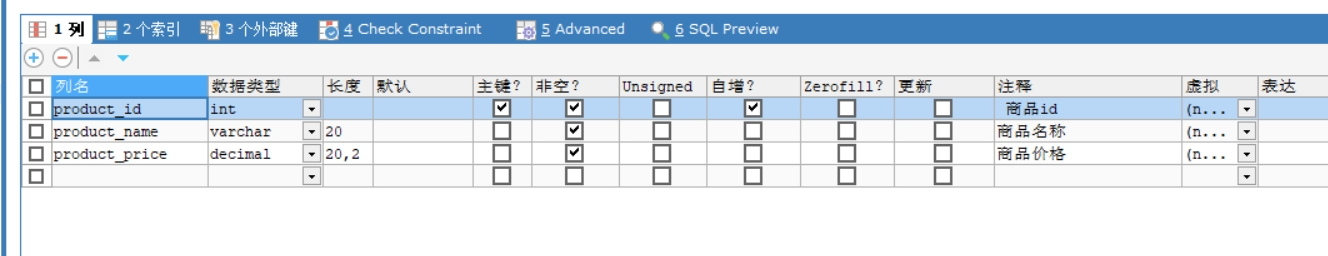 1 列 2 个索引 3 个外部键 4 Check Constraint 5 Advanced 6 SQL Preview
列名 数据类型 长度 默认 主键? 非空? Unsigned 自增? Zerofill? 更新 注释 虚拟 表达
product_id int 商品id (n...
product_name varchar 20 商品名称 (n...
product_price decimal 20,2 商品价格 (n...